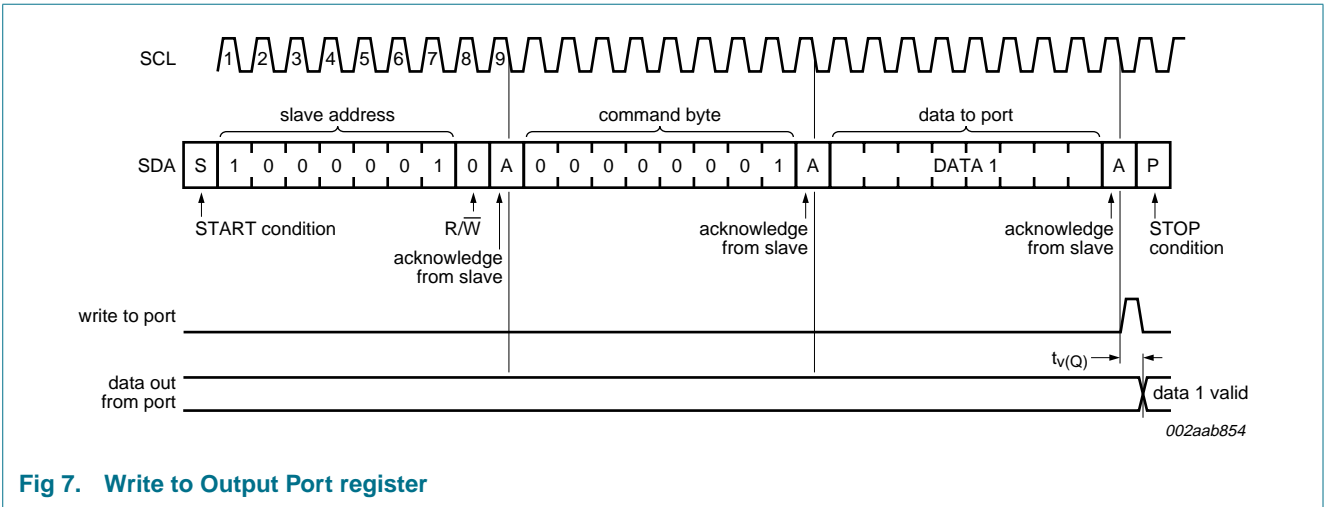 SCL 1 2 3 4 5 6 7 8 9
slave address command byte data to port
SDA S 1 0 0 0 0 0 1 0 A 0 0 0 0 0 0 0 1 A DATA 1 A P
START condition R/W̅ acknowledge from slave acknowledge from slave acknowledge from slave STOP condition
write to port
tv(Q)
data out
from port
data 1 valid
002aab854
Fig 7. Write to Output Port register